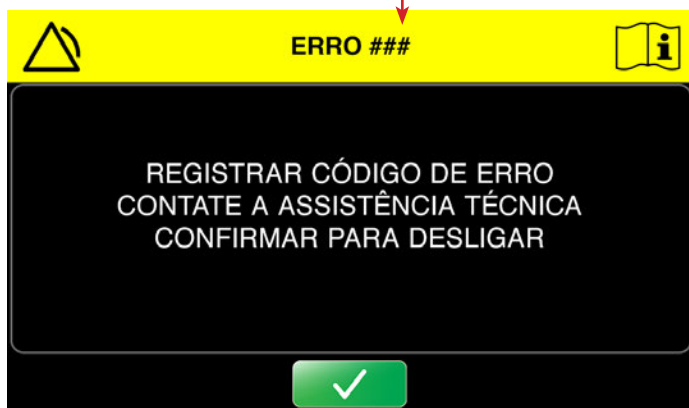 ERRO ###
i
REGISTRAR CÓDIGO DE ERRO
CONTATE A ASSISTÊNCIA TÉCNICA
CONFIRMAR PARA DESLIGAR